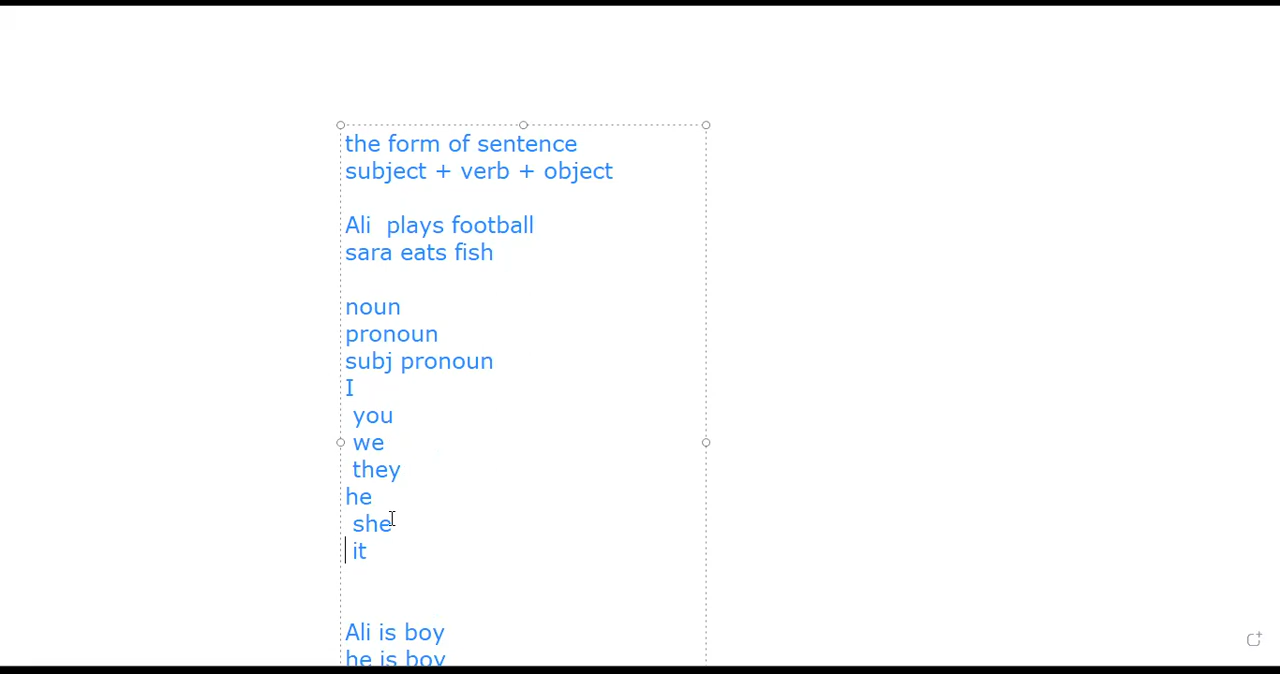 the form of sentence
subject + verb + object
Ali  plays football
sara eats fish
noun
pronoun
subj pronoun
I
you
we
they
he
she
it
Ali is boy
he is boy